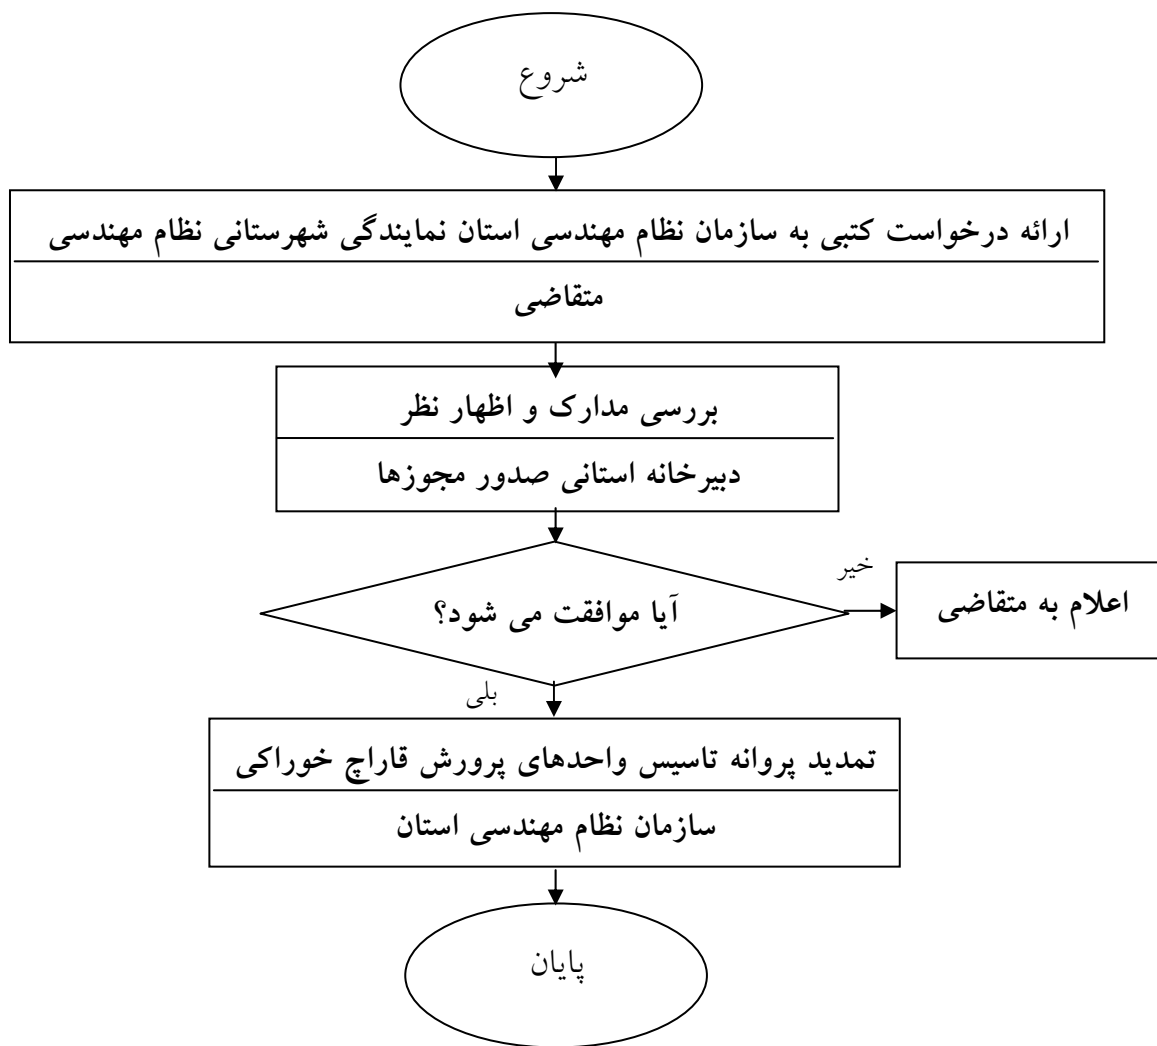 شروع
ارائه درخواست کتبی به سازمان نظام مهندسی استان نمایندگی شهرستانی نظام مهندسی
متقاضی
بررسی مدارک و اظهار نظر
دبیرخانه استانی صدور مجوزها
آیا موافقت می شود؟
خیر
اعلام به متقاضی
بلی
تمدید پروانه تاسیس واحدهای پرورش قاراچ خوراکی
سازمان نظام مهندسی استان
پایان